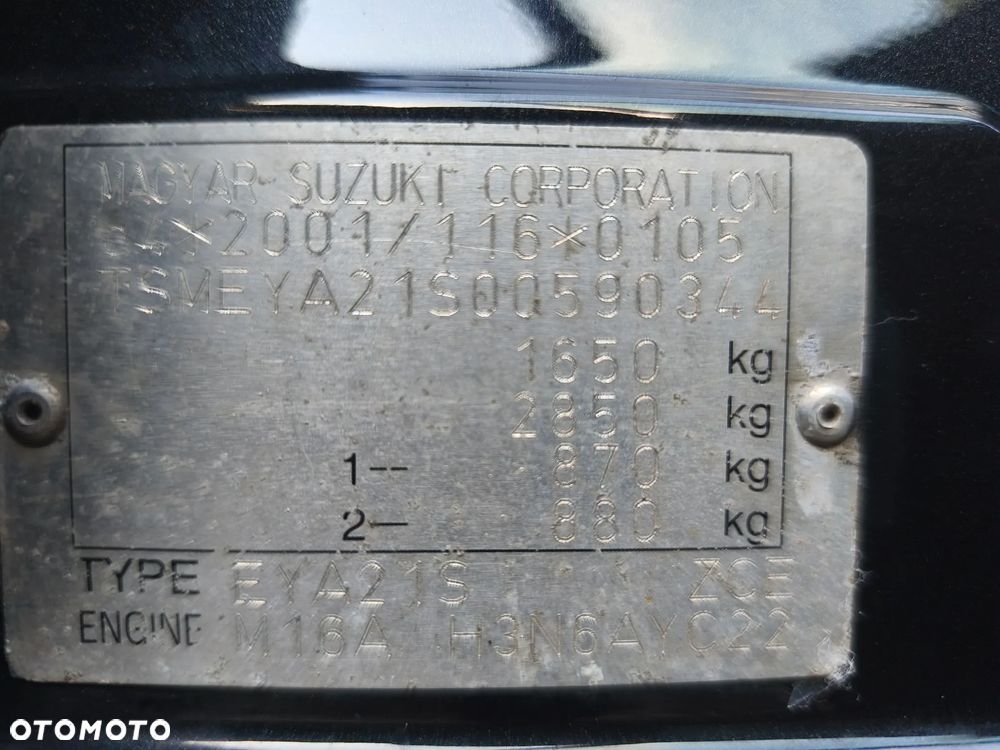 MAGYAR SUZUKI CORPORATION
e4*2001/116*0105
TSMEYA21S00590344
1650 kg
2850 kg
1-- 870 kg
2-- 880 kg
TYPE EYA21S ZCE
ENGINE M16A H3N6AYC22
OTOMOTO